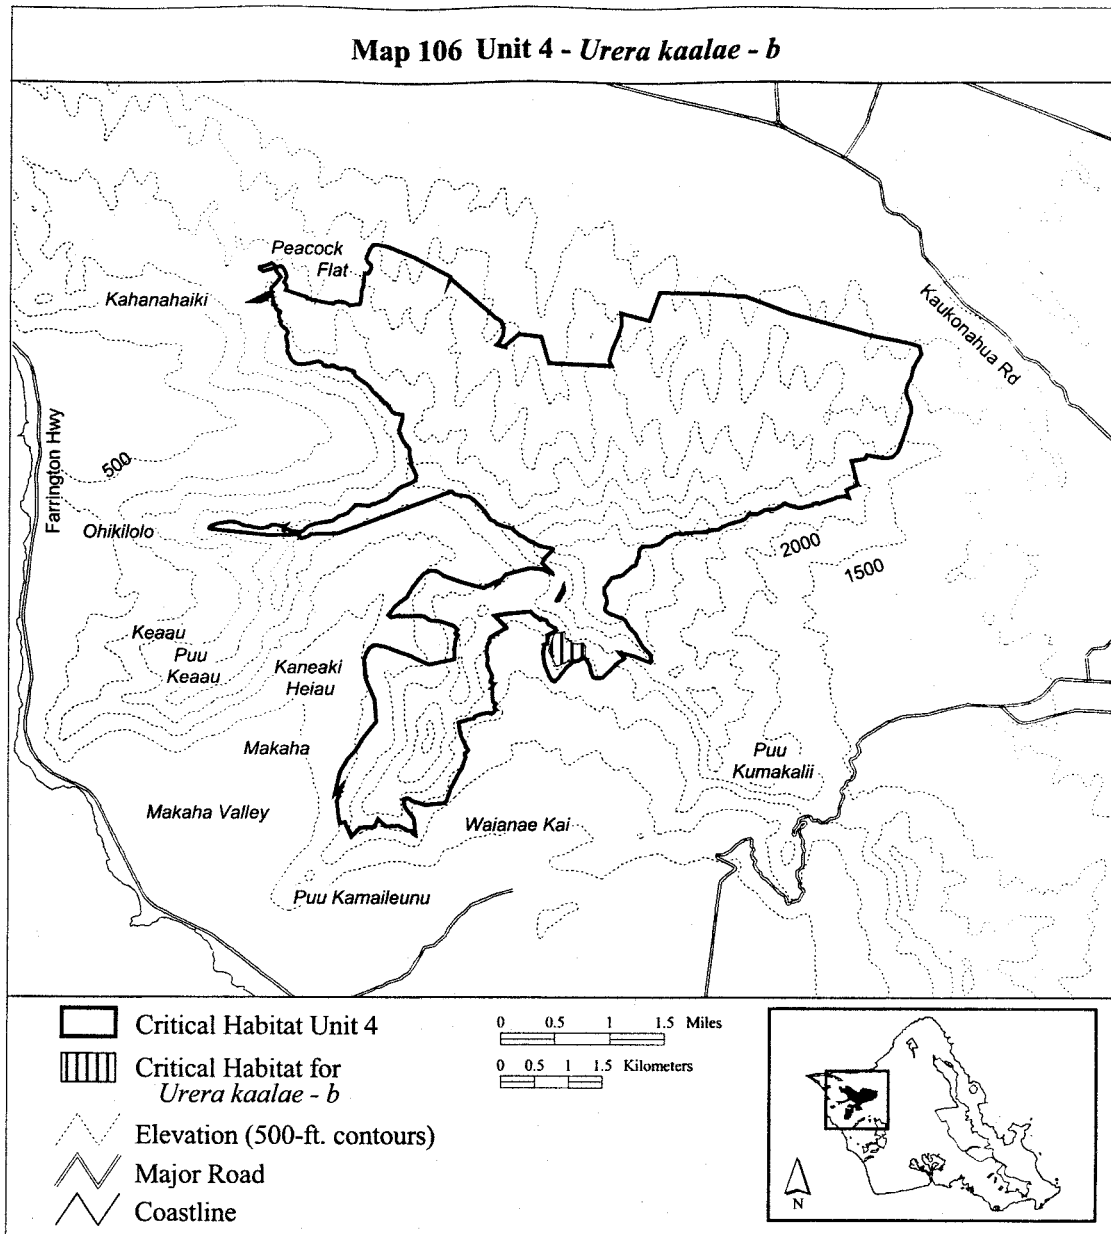 Map 106 Unit 4 - Urera kaalae - b
Peacock
Flat
Kahanahaiki
Kaukonahua Rd
Farrington Hwy
500
Ohikilolo
2000
1500
Keaau
Puu
Keaau
Kaneaki
Heiau
Makaha
Puu
Kumakalii
Makaha Valley
Waianae Kai
Puu Kamaileunu
Critical Habitat Unit 4
Critical Habitat for
Urera kaalae - b
Elevation (500-ft. contours)
Major Road
Coastline
0 0.5 1 1.5 Miles
0 0.5 1 1.5 Kilometers
N